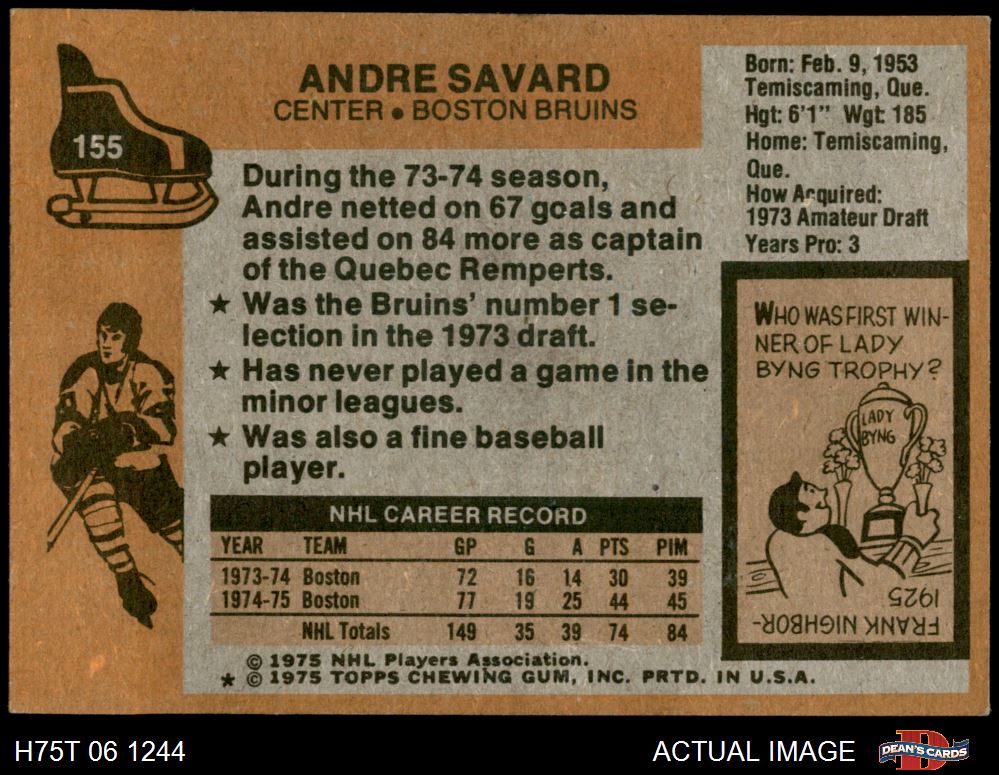 ANDRE SAVARD
CENTER • BOSTON BRUINS
155
Born: Feb. 9, 1953
Temiscaming, Que.
Hgt: 6'1" Wgt: 185
Home: Temiscaming,
Que.
How Acquired:
1973 Amateur Draft
Years Pro: 3
During the 73-74 season,
Andre netted on 67 goals and
assisted on 84 more as captain
of the Quebec Remperts.
★ Was the Bruins' number 1 se-
lection in the 1973 draft.
★ Has never played a game in the
minor leagues.
★ Was also a fine baseball
player.
WHO WAS FIRST WIN-
NER OF LADY
BYNG TROPHY?
LADY
BYNG
FRANK NEIGHBOR-
1925
NHL CAREER RECORD
YEAR TEAM GP G A PTS PIM
1973-74 Boston 72 16 14 30 39
1974-75 Boston 77 19 25 44 45
NHL Totals 149 35 39 74 84
© 1975 NHL Players Association.
★ © 1975 TOPPS CHEWING GUM, INC. PRTD. IN U.S.A.
H75T 06 1244
ACTUAL IMAGE
DEAN'S CARDS